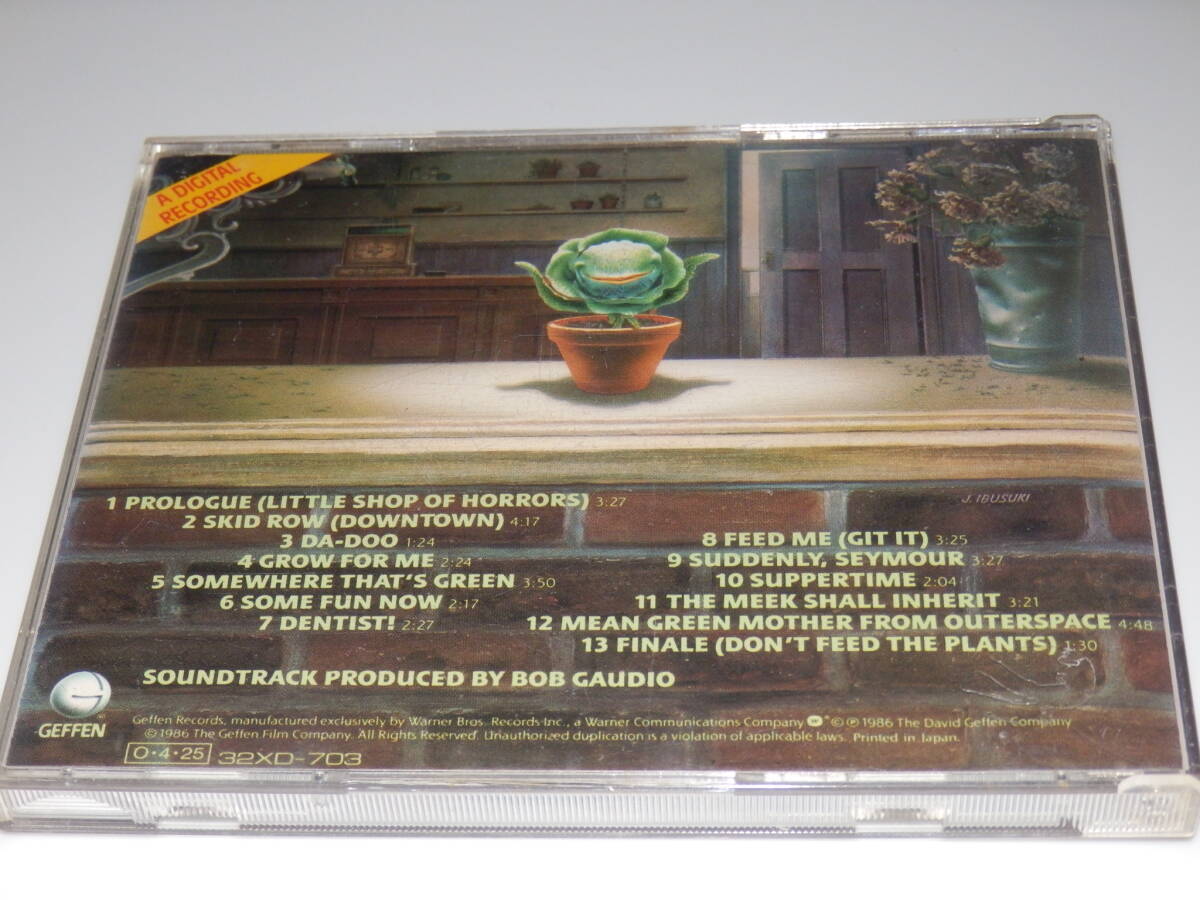 A DIGITAL
RECORDING
J. IBUSUKI
1 PROLOGUE (LITTLE SHOP OF HORRORS) 3:27
2 SKID ROW (DOWNTOWN) 4:17
3 DA-DOO 1:24
4 GROW FOR ME 2:24
5 SOMEWHERE THAT'S GREEN 3:50
6 SOME FUN NOW 2:17
7 DENTIST! 2:27
8 FEED ME (GIT IT) 3:25
9 SUDDENLY, SEYMOUR 3:27
10 SUPPERTIME 2:04
11 THE MEEK SHALL INHERIT 3:21
12 MEAN GREEN MOTHER FROM OUTERSPACE 4:48
13 FINALE (DON'T FEED THE PLANTS) 1:30
SOUNDTRACK PRODUCED BY BOB GAUDIO
GEFFEN
Geffen Records, manufactured exclusively by Warner Bros. Records Inc., a Warner Communications Company ©℗ 1986 The David Geffen Company
© 1986 The Geffen Film Company. All Rights Reserved. Unauthorized duplication is a violation of applicable laws. Printed in Japan.
O・4・25 32XD-703